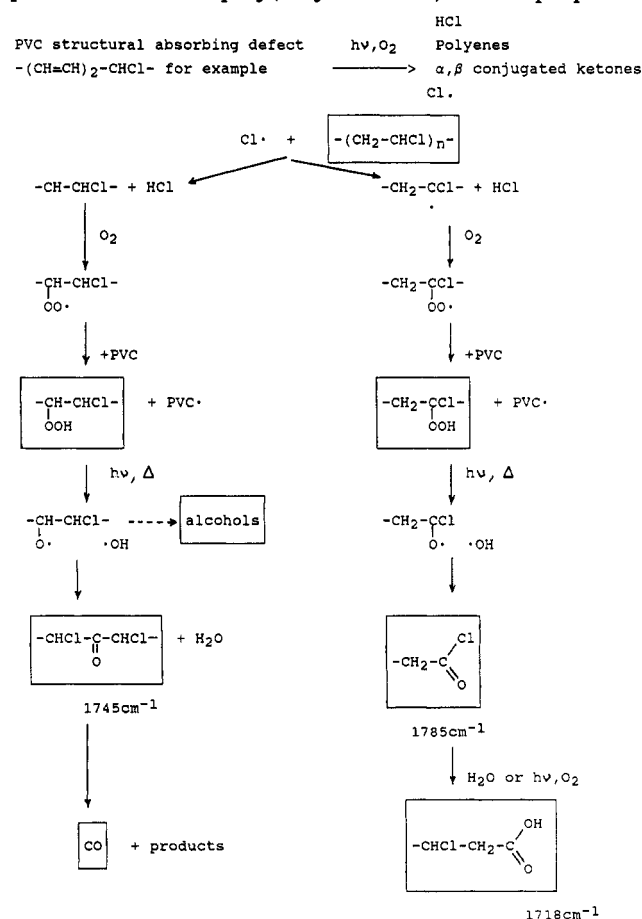 HCl
PVC structural absorbing defect hν,O₂ Polyenes
-(CH=CH)₂-CHCl- for example α,β conjugated ketones
Cl.
Cl· + -(CH₂-CHCl)ₙ-
-CH-CHCl- + HCl -CH₂-CCl- + HCl
·
O₂ O₂
-CH-CHCl- -CH₂-CCl-
OO· OO·
+PVC +PVC
-CH-CHCl- + PVC· -CH₂-CCl- + PVC·
OOH OOH
hν, Δ hν, Δ
-CH-CHCl- alcohols -CH₂-CCl
O· ·OH O· ·OH
-CHCl-C-CHCl- + H₂O Cl
O -CH₂-C
O
1745cm⁻¹
1785cm⁻¹
H₂O or hν,O₂
OH
CO + products -CHCl-CH₂-C
O
1718cm⁻¹